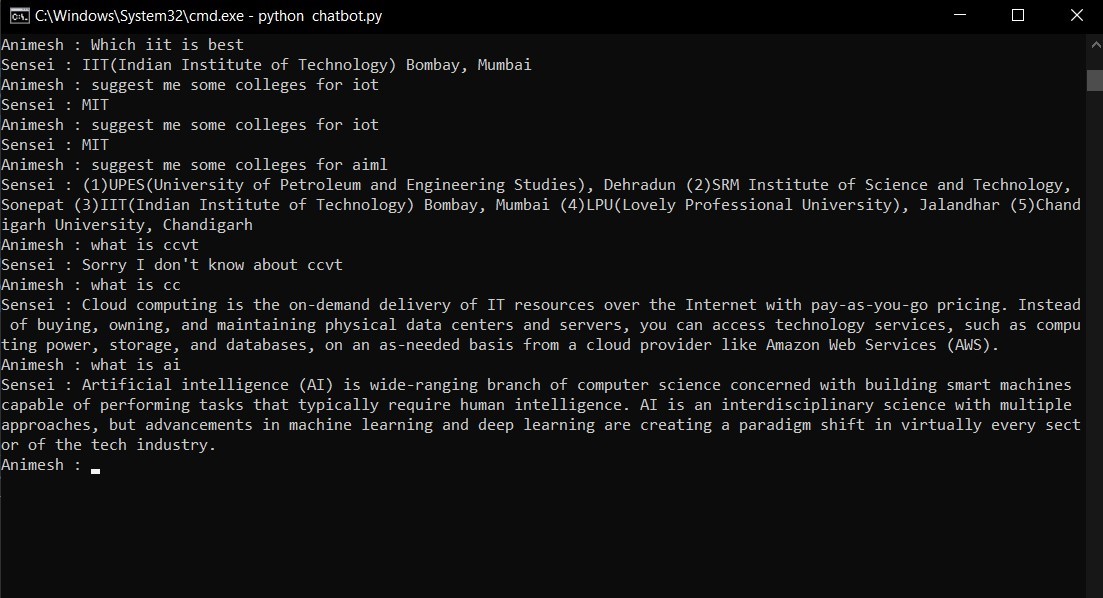 C:\Windows\System32\cmd.exe - python  chatbot.py
Animesh : Which iit is best
Sensei : IIT(Indian Institute of Technology) Bombay, Mumbai
Animesh : suggest me some colleges for iot
Sensei : MIT
Animesh : suggest me some colleges for iot
Sensei : MIT
Animesh : suggest me some colleges for aiml
Sensei : (1)UPES(University of Petroleum and Engineering Studies), Dehradun (2)SRM Institute of Science and Technology,
Sonepat (3)IIT(Indian Institute of Technology) Bombay, Mumbai (4)LPU(Lovely Professional University), Jalandhar (5)Chand
igarh University, Chandigarh
Animesh : what is ccvt
Sensei : Sorry I don't know about ccvt
Animesh : what is cc
Sensei : Cloud computing is the on-demand delivery of IT resources over the Internet with pay-as-you-go pricing. Instead
 of buying, owning, and maintaining physical data centers and servers, you can access technology services, such as compu
ting power, storage, and databases, on an as-needed basis from a cloud provider like Amazon Web Services (AWS).
Animesh : what is ai
Sensei : Artificial intelligence (AI) is wide-ranging branch of computer science concerned with building smart machines
capable of performing tasks that typically require human intelligence. AI is an interdisciplinary science with multiple
approaches, but advancements in machine learning and deep learning are creating a paradigm shift in virtually every sect
or of the tech industry.
Animesh :